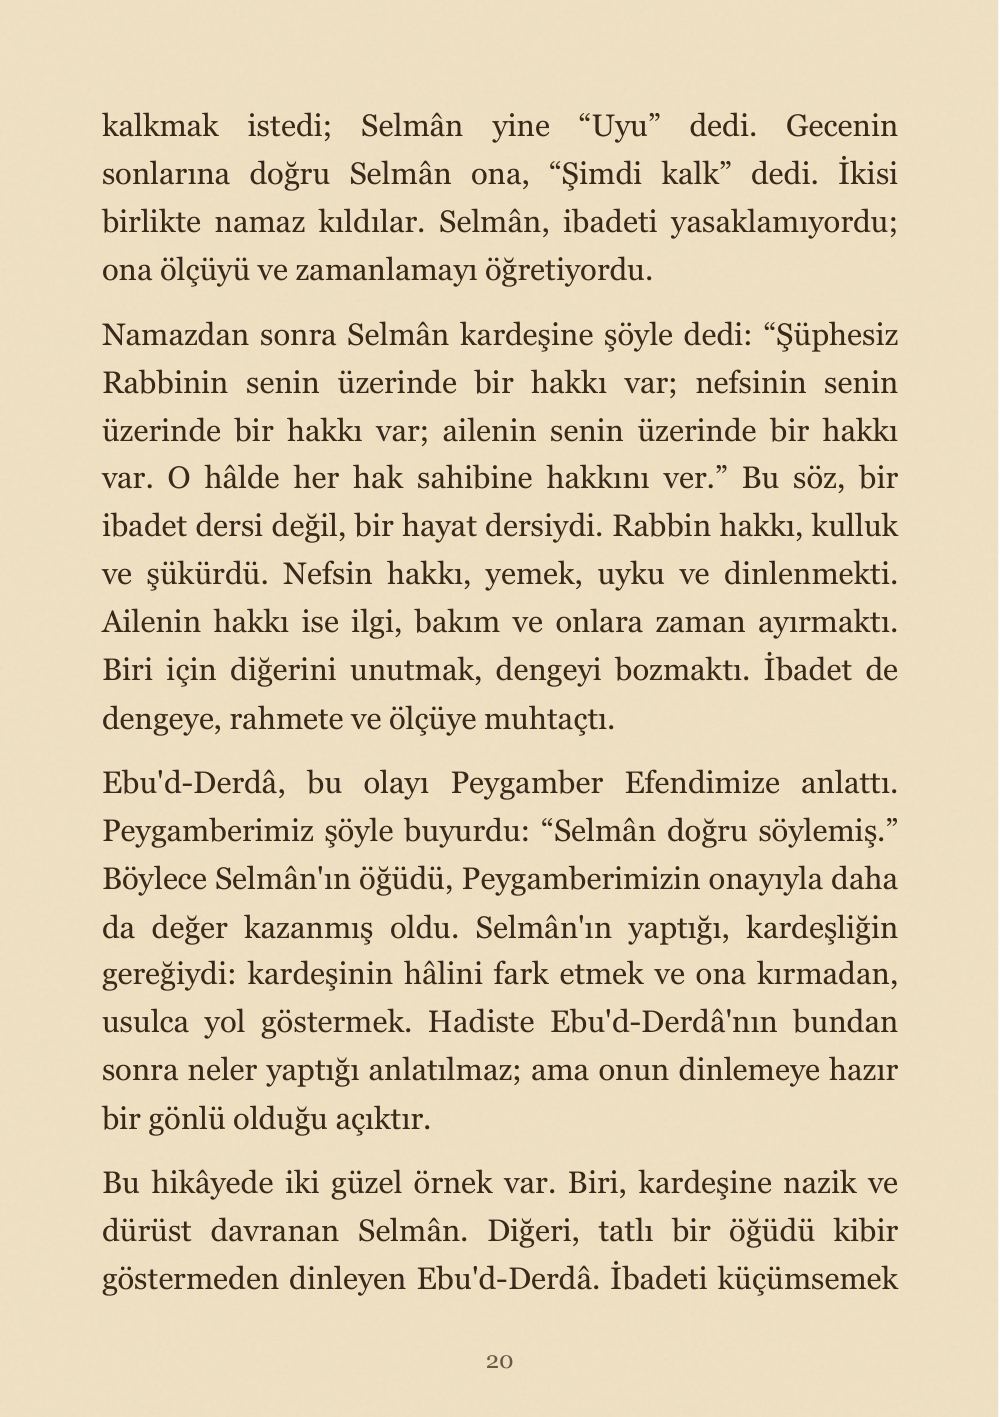 kalkmak istedi; Selmân yine “Uyu” dedi. Gecenin
sonlarına doğru Selmân ona, “Şimdi kalk” dedi. İkisi
birlikte namaz kıldılar. Selmân, ibadeti yasaklamıyordu;
ona ölçüyü ve zamanlamayı öğretiyordu.
Namazdan sonra Selmân kardeşine şöyle dedi: “Şüphesiz
Rabbinin senin üzerinde bir hakkı var; nefsinin senin
üzerinde bir hakkı var; ailenin senin üzerinde bir hakkı
var. O hâlde her hak sahibine hakkını ver.” Bu söz, bir
ibadet dersi değil, bir hayat dersiydi. Rabbin hakkı, kulluk
ve şükürdü. Nefsin hakkı, yemek, uyku ve dinlenmekti.
Ailenin hakkı ise ilgi, bakım ve onlara zaman ayırmaktı.
Biri için diğerini unutmak, dengeyi bozmaktı. İbadet de
dengeye, rahmete ve ölçüye muhtaçtı.
Ebu'd-Derdâ, bu olayı Peygamber Efendimize anlattı.
Peygamberimiz şöyle buyurdu: “Selmân doğru söylemiş.”
Böylece Selmân'ın öğüdü, Peygamberimizin onayıyla daha
da değer kazanmış oldu. Selmân'ın yaptığı, kardeşliğin
gereğiydi: kardeşinin hâlini fark etmek ve ona kırmadan,
usulca yol göstermek. Hadiste Ebu'd-Derdâ'nın bundan
sonra neler yaptığı anlatılmaz; ama onun dinlemeye hazır
bir gönlü olduğu açıktır.
Bu hikâyede iki güzel örnek var. Biri, kardeşine nazik ve
dürüst davranan Selmân. Diğeri, tatlı bir öğüdü kibir
göstermeden dinleyen Ebu'd-Derdâ. İbadeti küçümsemek
20